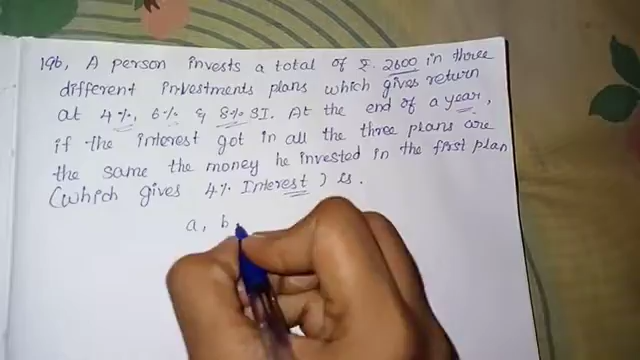 196, A person invests a total of ₹. 2600 in three
different investments plans which gives return
at 4%, 6% & 8% SI. At the end of a year,
if the interest got in all the three plans are
the same the money he invested in the first plan
(which gives 4% Interest) is.
a, b,